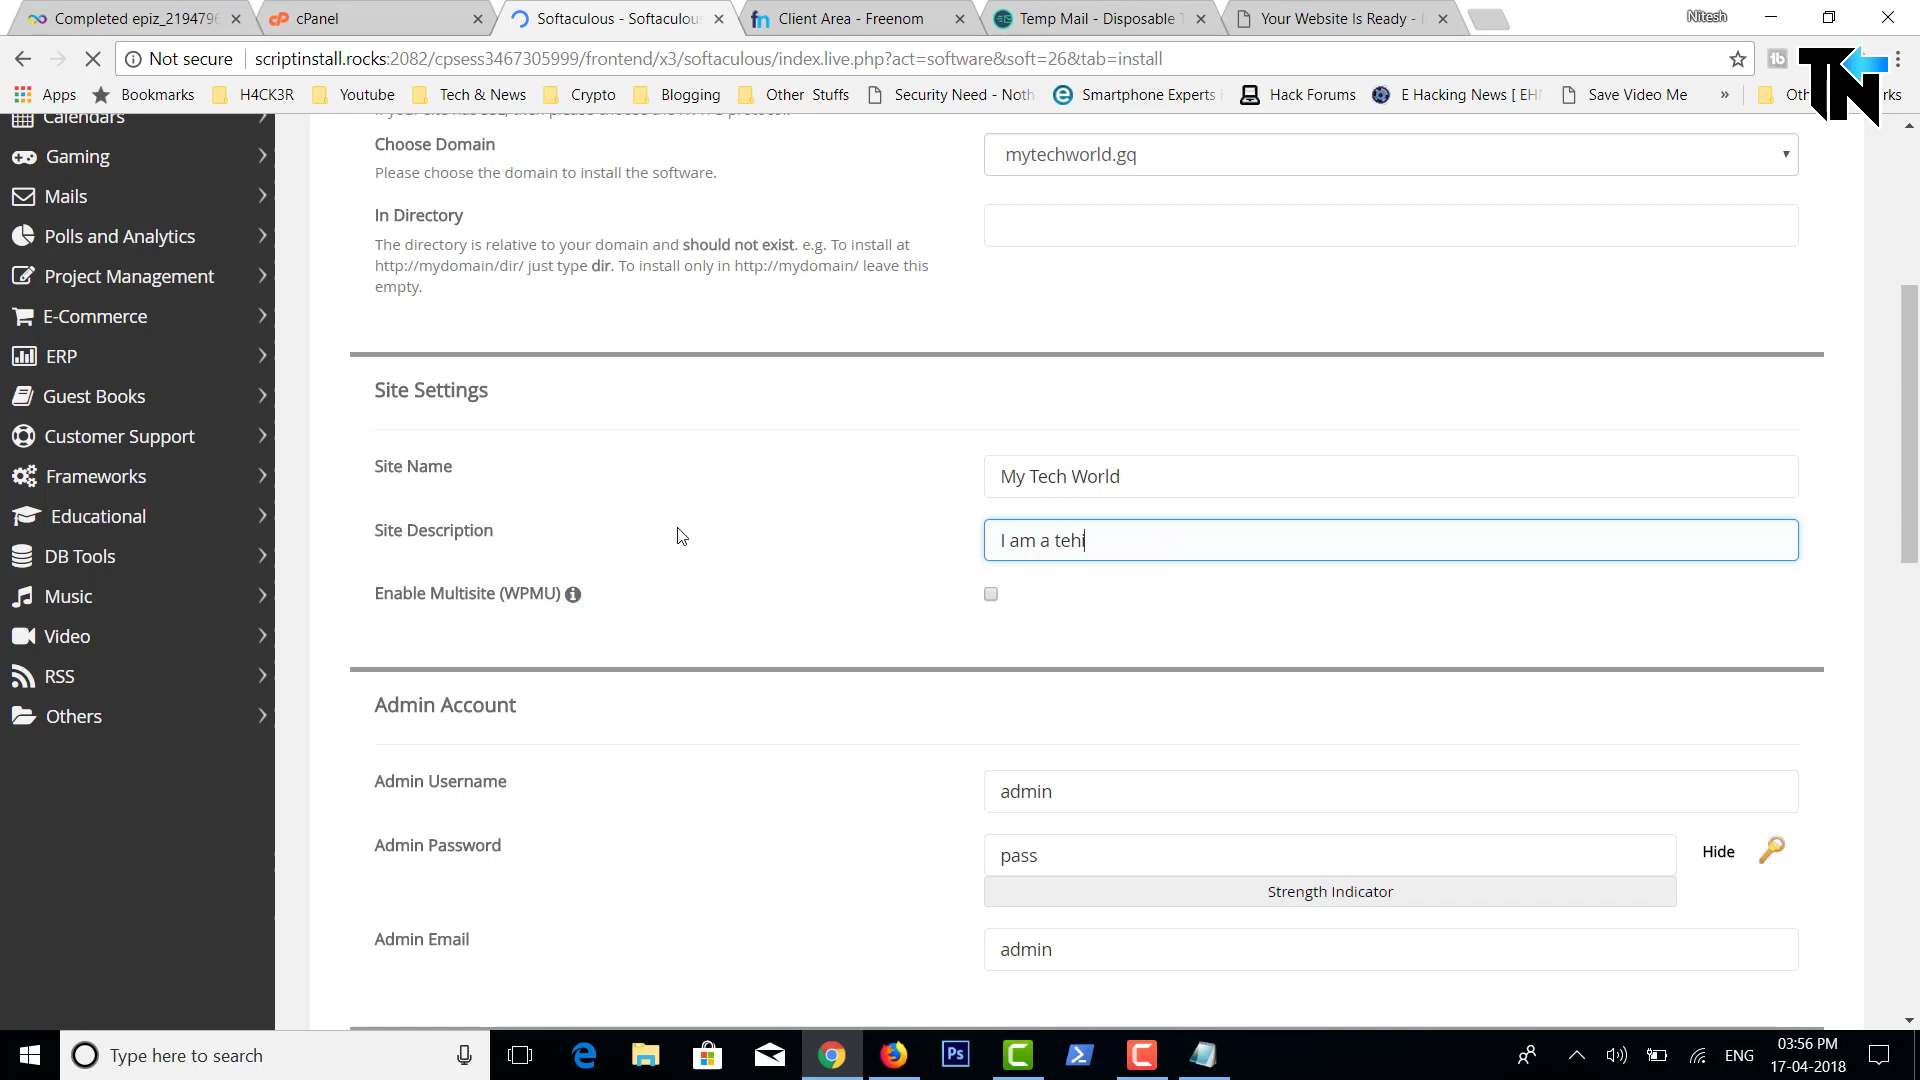 Completed epiz_2194796
cPanel
Softaculous - Softaculous
Client Area - Freenom
Temp Mail - Disposable T
Your Website Is Ready -
Nitesh
Not secure
scriptinstall.rocks:2082/cpsess3467305999/frontend/x3/softaculous/index.live.php?act=software&soft=26&tab=install
Apps
Bookmarks
H4CK3R
Youtube
Tech & News
Crypto
Blogging
Other Stuffs
Security Need - Noth
Smartphone Experts
Hack Forums
E Hacking News [ EH
Save Video Me
»
TN
Calendars
Gaming
Mails
Polls and Analytics
Project Management
E-Commerce
ERP
Guest Books
Customer Support
Frameworks
Educational
DB Tools
Music
Video
RSS
Others
Choose Domain
mytechworld.gq
Please choose the domain to install the software.
In Directory
The directory is relative to your domain and should not exist. e.g. To install at
http://mydomain/dir/ just type dir. To install only in http://mydomain/ leave this
empty.
Site Settings
Site Name
My Tech World
Site Description
I am a tehi
Enable Multisite (WPMU)
Admin Account
Admin Username
admin
Admin Password
pass
Hide
Strength Indicator
Admin Email
admin
Type here to search
Ps
ENG
03:56 PM
17-04-2018